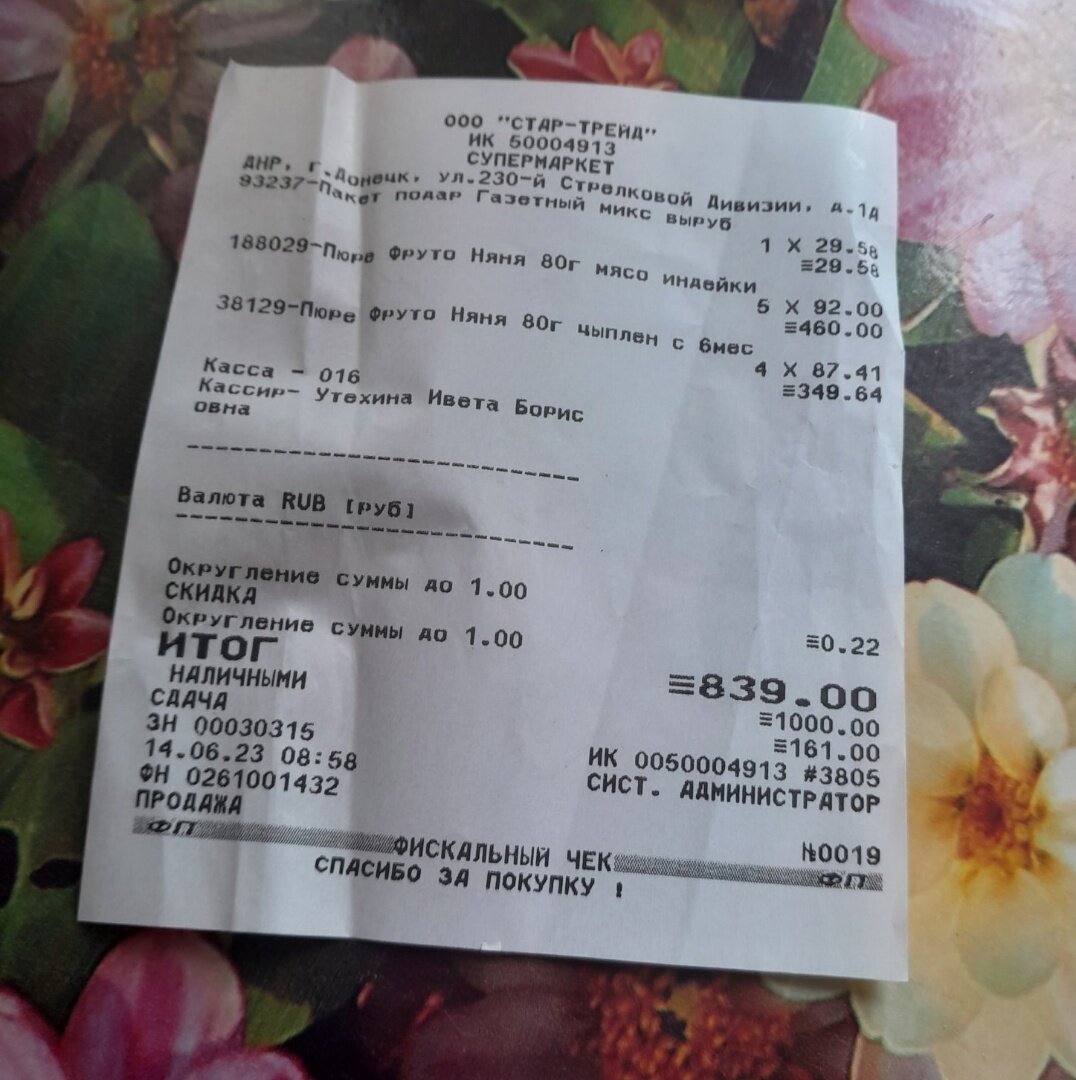 ООО "СТАР-ТРЕЙД"
ИК 50004913
СУПЕРМАРКЕТ
ДНР, г.Донецк, ул.230-й Стрелковой Дивизии, д.1д
93237-Пакет подар Газетный микс выруб
1 X 29.58
≡29.58
188029-Пюре Фруто Няня 80г мясо индейки
5 X 92.00
≡460.00
38129-Пюре Фруто Няня 80г цыплен с 6мес
4 X 87.41
≡349.64
Касса - 016
Кассир- Утехина Ивета Борис
овна
---------------------------
Валюта RUB [руб]
---------------------------
Округление суммы до 1.00
СКИДКА
Округление суммы до 1.00 ≡0.22
ИТОГ ≡839.00
НАЛИЧНЫМИ ≡1000.00
СДАЧА ≡161.00
ЗН 00030315 ИК 0050004913 #3805
14.06.23 08:58 СИСТ. АДМИНИСТРАТОР
ФН 0261001432
ПРОДАЖА №0019
ФП ФИСКАЛЬНЫЙ ЧЕК ФП
СПАСИБО ЗА ПОКУПКУ !